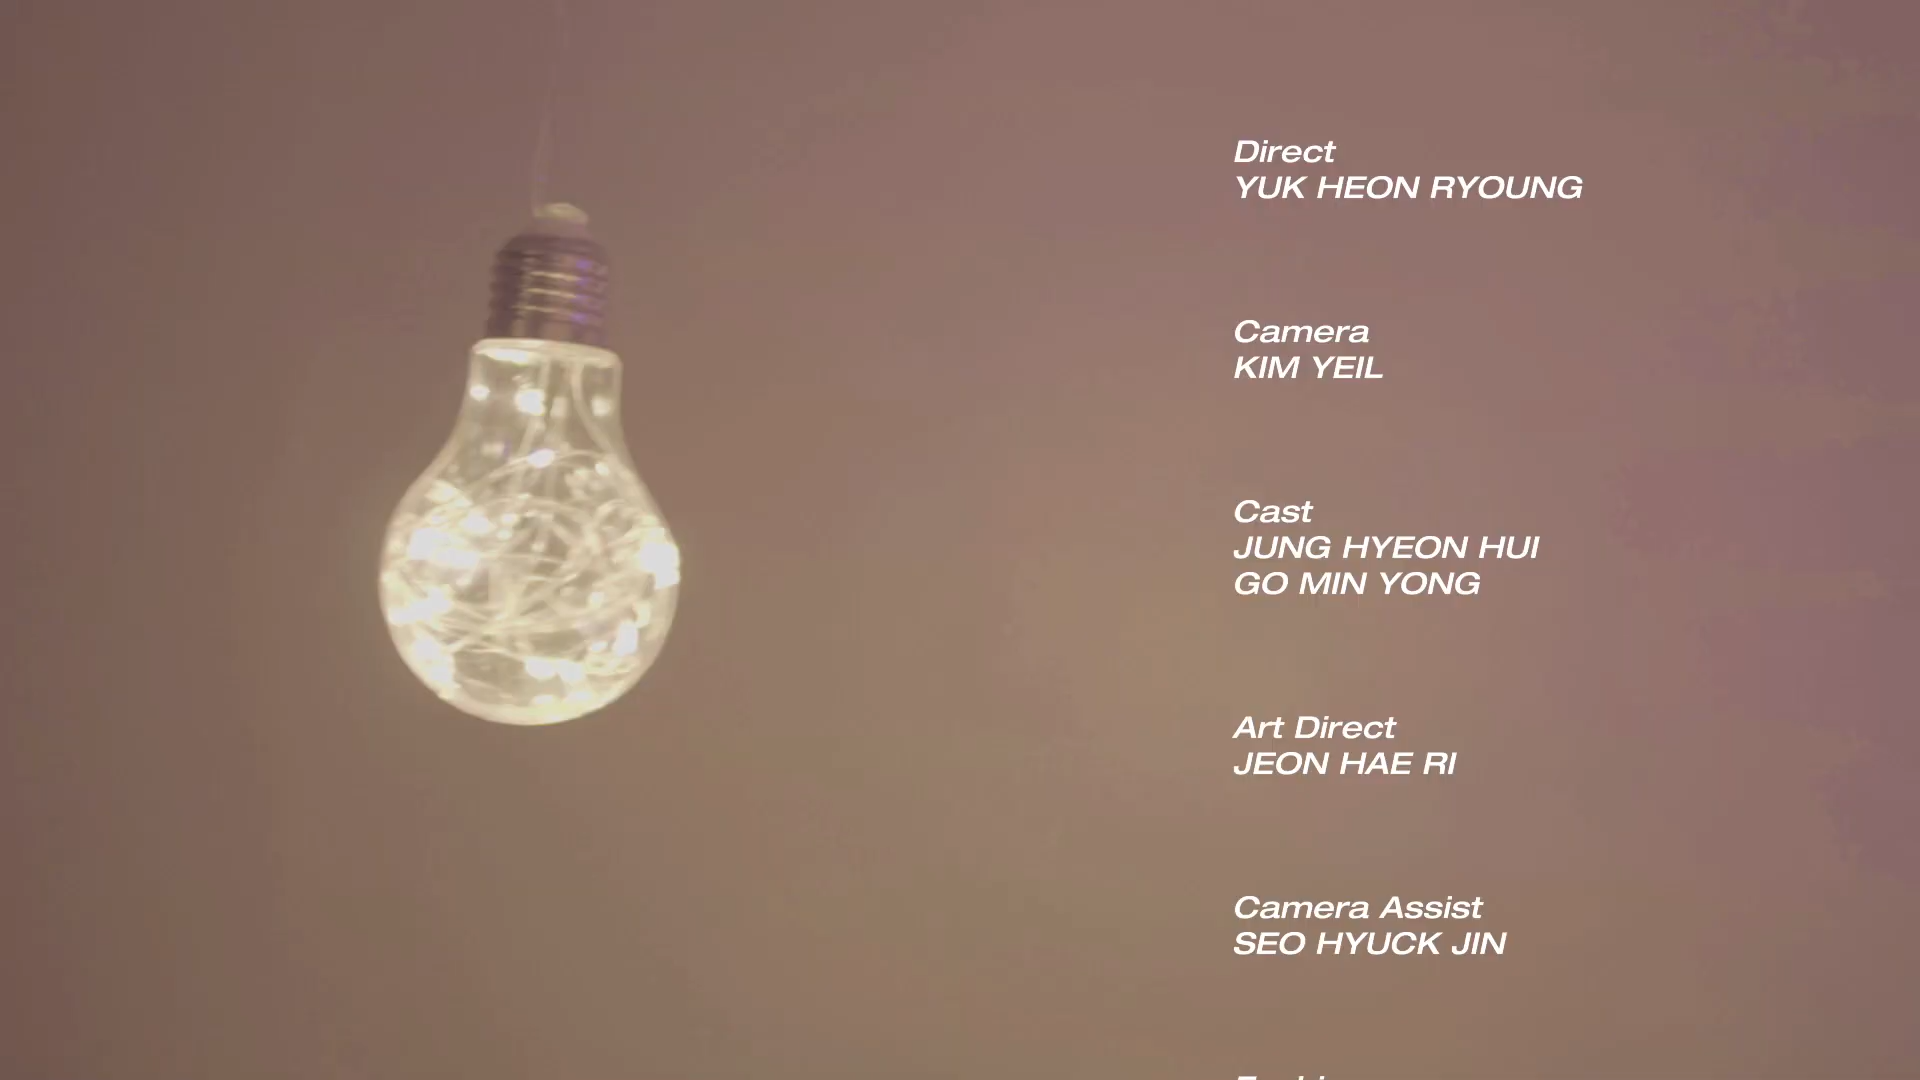 Direct
YUK HEON RYOUNG
Camera
KIM YEIL
Cast
JUNG HYEON HUI
GO MIN YONG
Art Direct
JEON HAE RI
Camera Assist
SEO HYUCK JIN